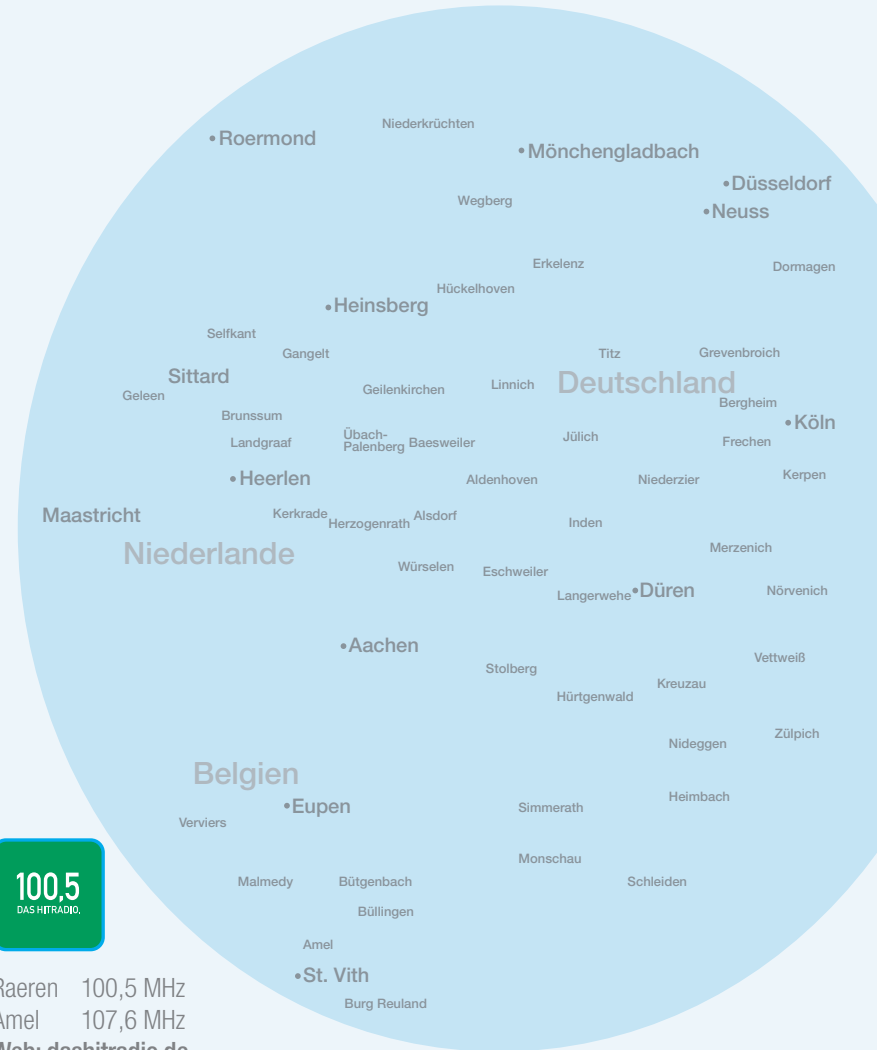 Niederkrüchten
•Roermond
•Mönchengladbach
•Düsseldorf
Wegberg
•Neuss
Erkelenz
Dormagen
Hückelhoven
•Heinsberg
Selfkant
Gangelt
Titz
Grevenbroich
Sittard
Deutschland
Geleen
Geilenkirchen
Linnich
Bergheim
Brunssum
•Köln
Landgraaf
Übach-
Palenberg
Baesweiler
Jülich
Frechen
•Heerlen
Aldenhoven
Niederzier
Kerpen
Maastricht
Kerkrade
Herzogenrath
Alsdorf
Inden
Niederlande
Merzenich
Würselen
Eschweiler
Langerwehe
•Düren
Nörvenich
•Aachen
Stolberg
Vettweiß
Hürtgenwald
Kreuzau
Nideggen
Zülpich
Belgien
•Eupen
Simmerath
Heimbach
Verviers
Monschau
Malmedy
Bütgenbach
Schleiden
100,5
DAS HITRADIO.
Büllingen
Amel
•St. Vith
Burg Reuland
Raeren 100,5 MHz
Amel 107,6 MHz
Web: dashitradio.de